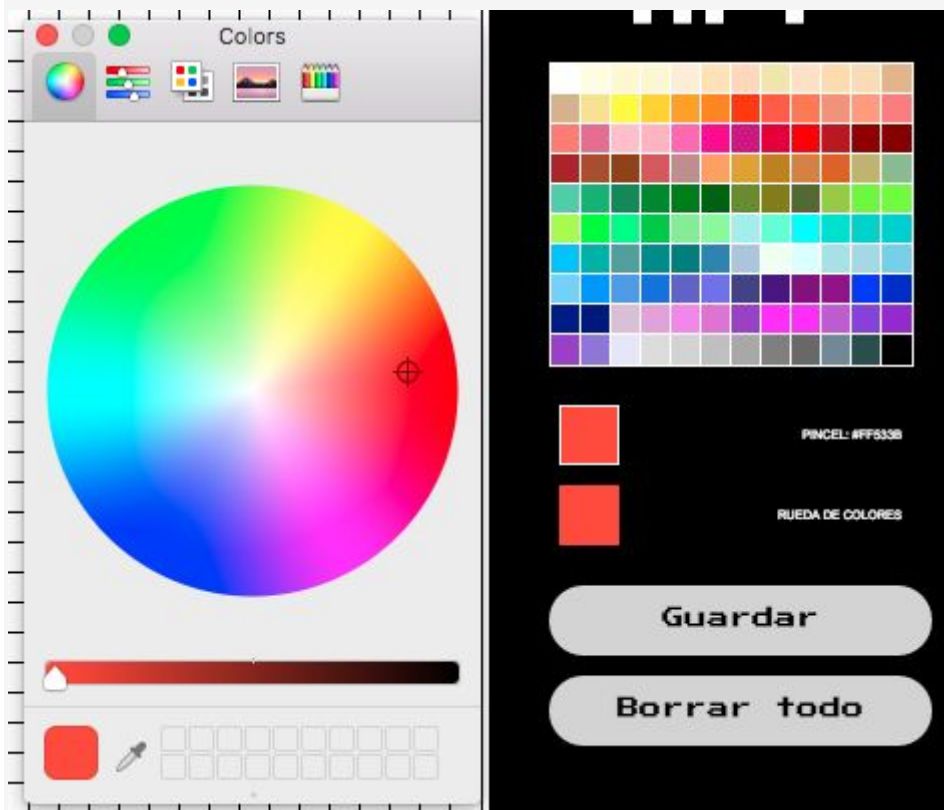 Colors
PINCEL: #FF533B
RUEDA DE COLORES
Guardar
Borrar todo